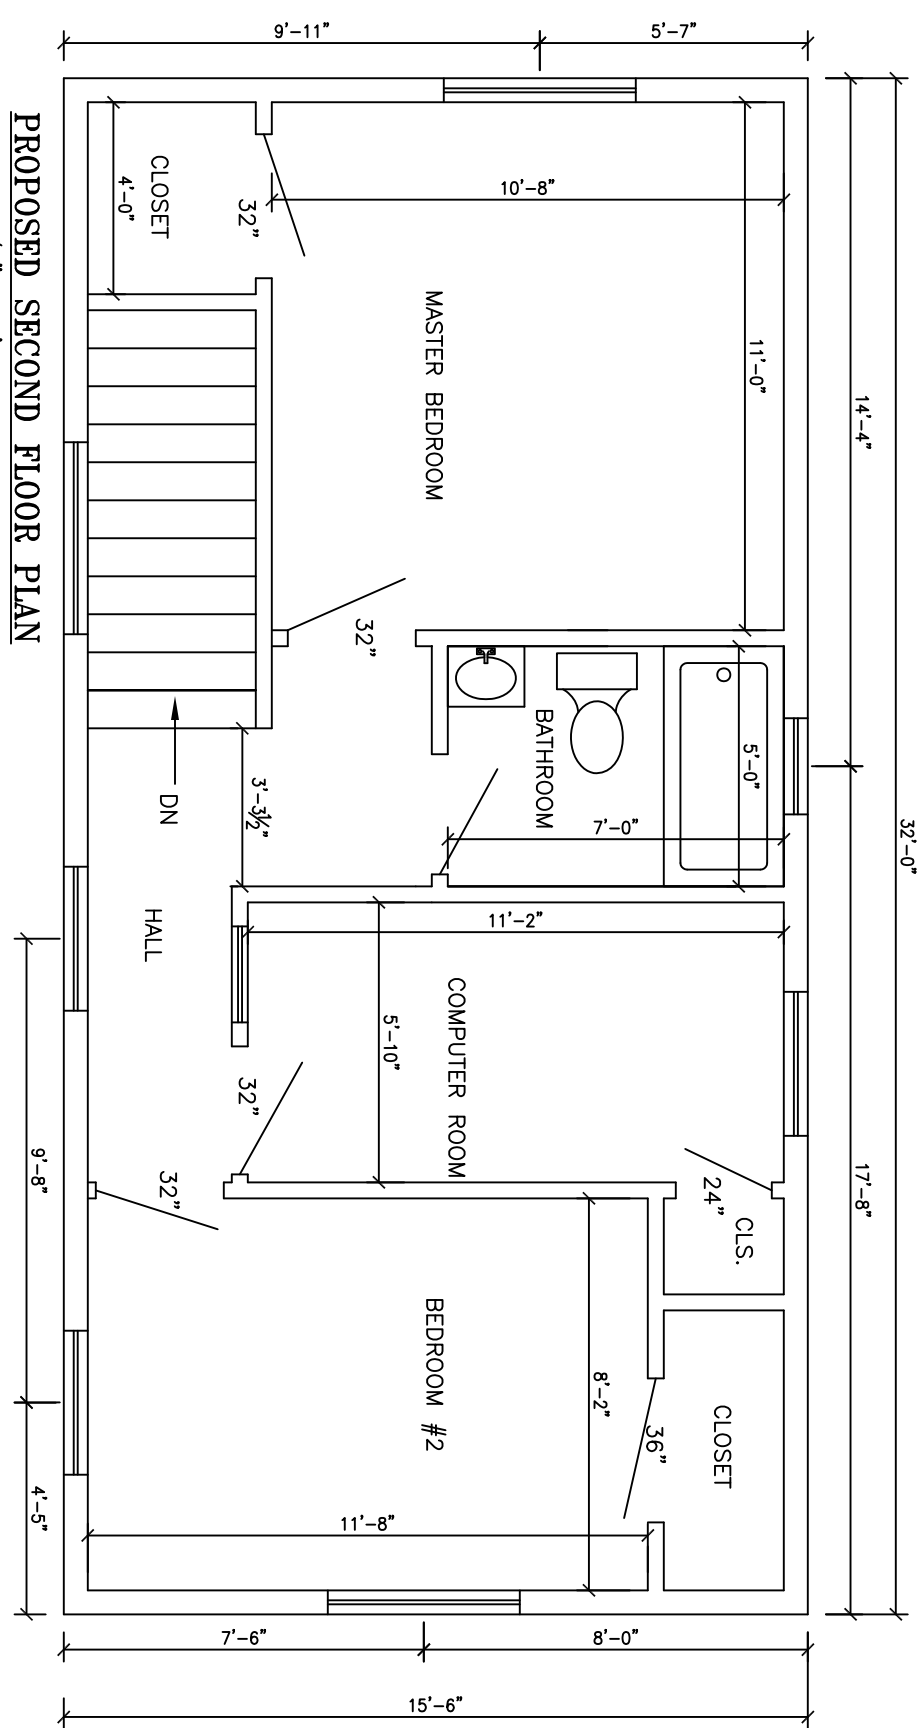 32'-0"
14'-4"
17'-8"
5'-7"
9'-11"
11'-0"
10'-8"
MASTER BEDROOM
32"
CLOSET
4'-0"
32"
5'-0"
BATHROOM
7'-0"
3'-3½"
DN
HALL
11'-2"
COMPUTER ROOM
5'-10"
32"
24"
CLS.
32"
CLOSET
36"
8'-2"
BEDROOM #2
11'-8"
9'-8"
4'-5"
8'-0"
7'-6"
15'-6"
PROPOSED SECOND FLOOR PLAN